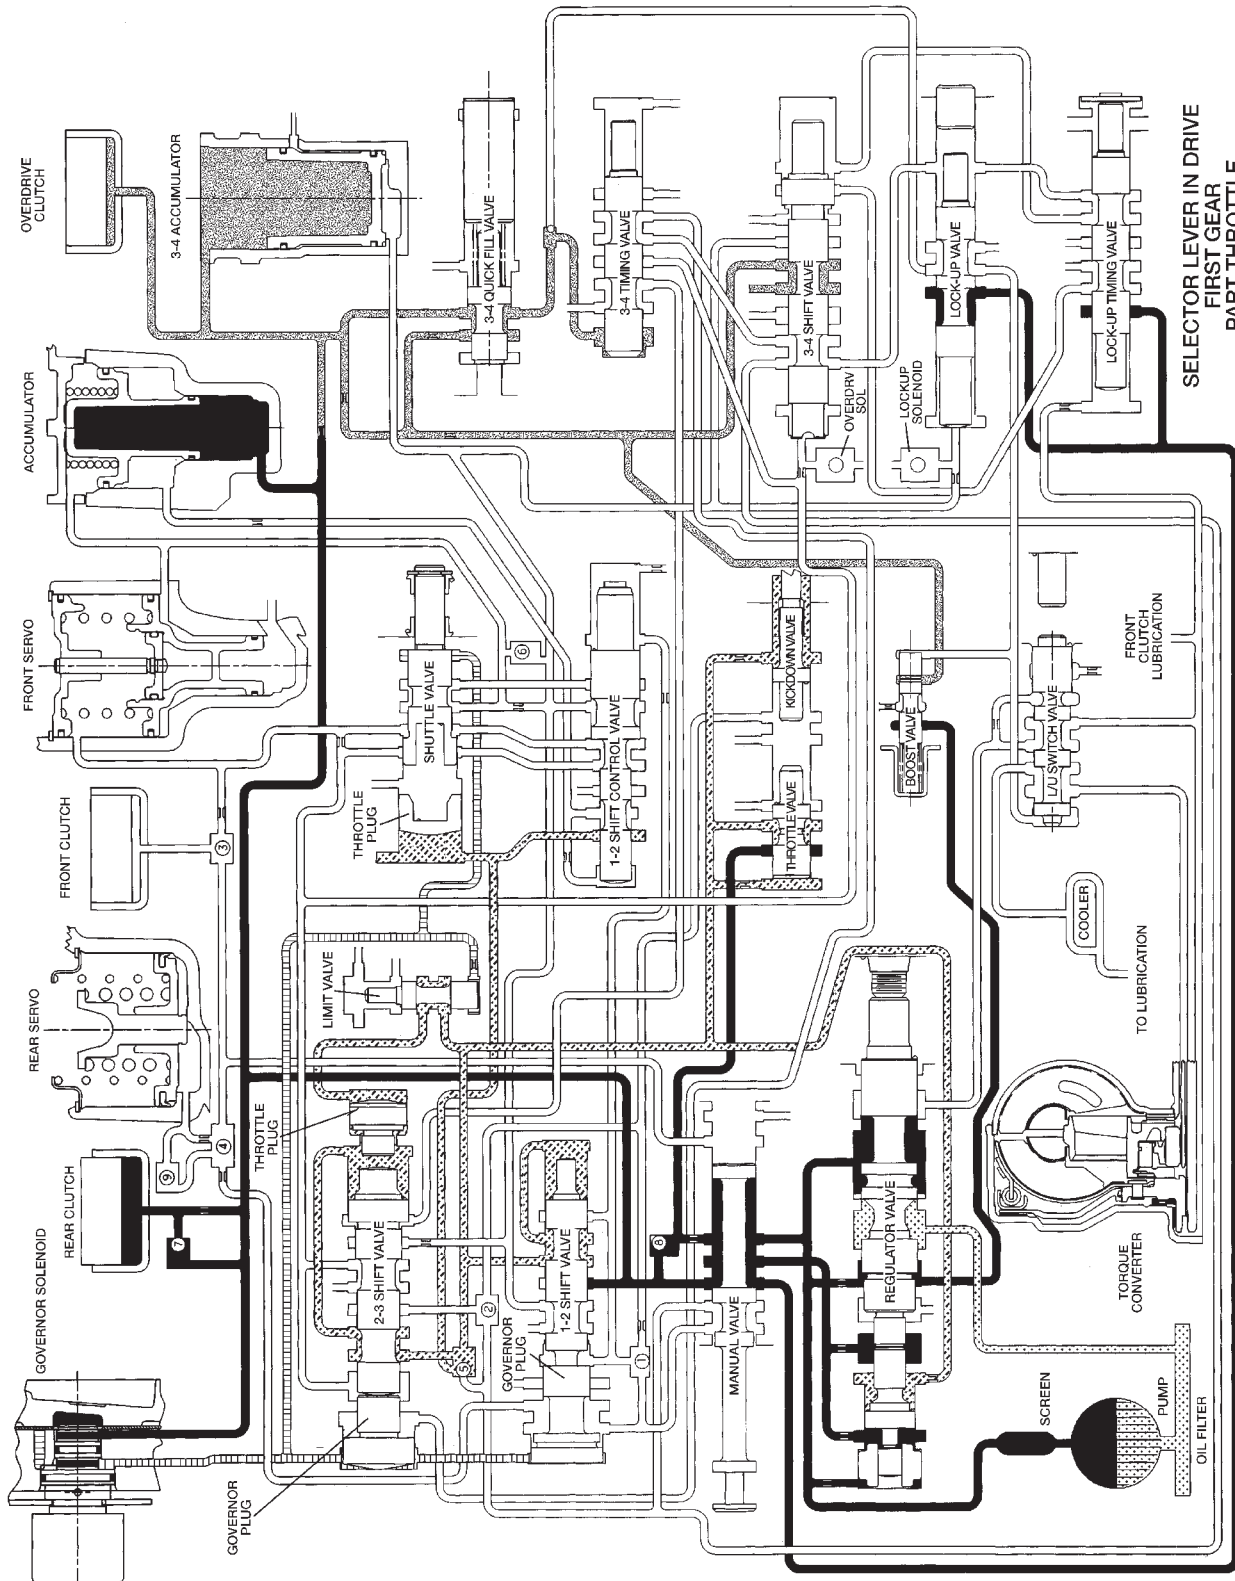 OVERDRIVE
CLUTCH
3-4 ACCUMULATOR
ACCUMULATOR
FRONT SERVO
FRONT CLUTCH
REAR SERVO
REAR CLUTCH
GOVERNOR SOLENOID
3-4 QUICK FILL VALVE
3-4 TIMING VALVE
3-4 SHIFT VALVE
LOCK-UP VALVE
LOCK-UP TIMING VALVE
OVERDRV
SOL
LOCKUP
SOLENOID
SHUTTLE VALVE
THROTTLE
PLUG
1-2 SHIFT CONTROL VALVE
KICKDOWN VALVE
THROTTLE VALVE
BOOST VALVE
L/U SWITCH VALVE
FRONT
CLUTCH
LUBRICATION
LIMIT VALVE
THROTTLE
PLUG
2-3 SHIFT VALVE
GOVERNOR
PLUG
1-2 SHIFT VALVE
GOVERNOR
PLUG
MANUAL VALVE
REGULATOR VALVE
COOLER
TO LUBRICATION
TORQUE
CONVERTER
SCREEN
PUMP
OIL FILTER
1
2
3
4
5
6
7
8
9
SELECTOR LEVER IN DRIVE
FIRST GEAR
PART THROTTLE